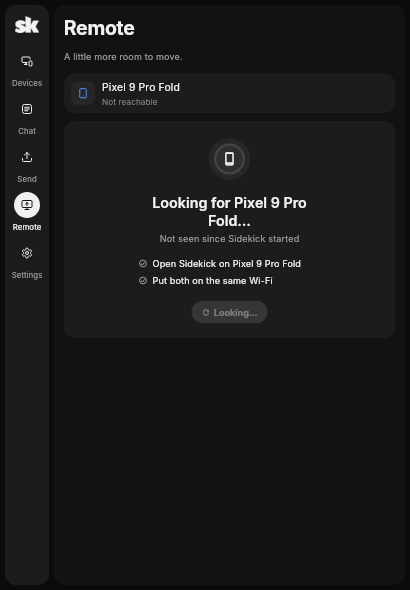 sk
Remote
A little more room to move.
Devices
Chat
Send
Remote
Settings
Pixel 9 Pro Fold
Not reachable
Looking for Pixel 9 Pro
Fold...
Not seen since Sidekick started
Open Sidekick on Pixel 9 Pro Fold
Put both on the same Wi-Fi
Looking...